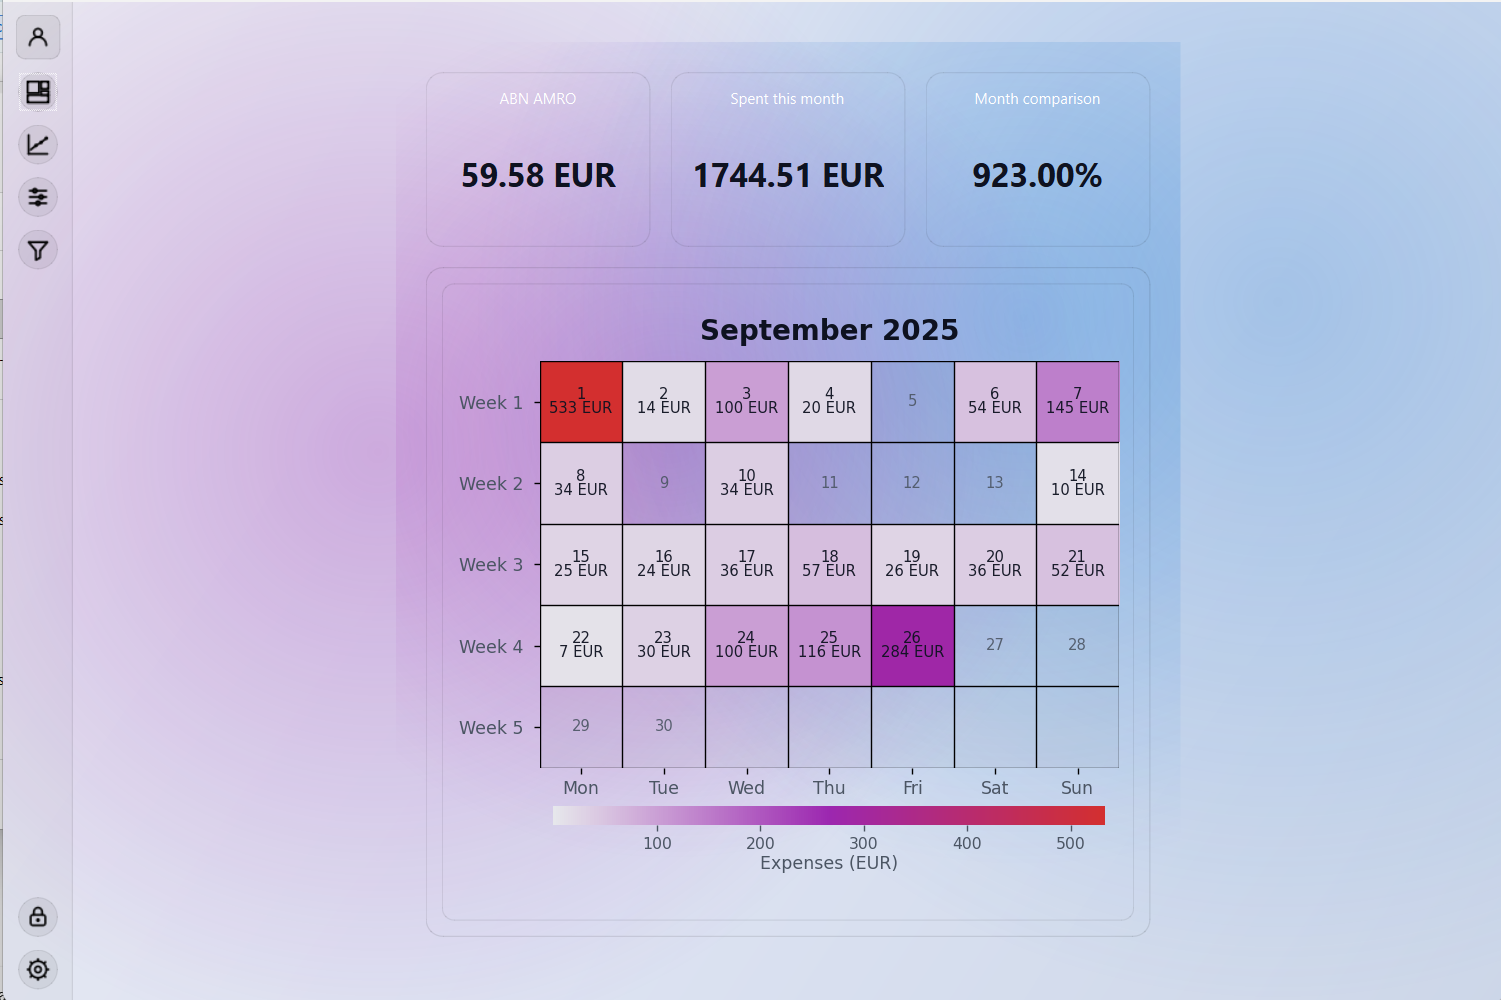 ABN AMRO
59.58 EUR
Spent this month
1744.51 EUR
Month comparison
923.00%
September 2025
Week 1
1
533 EUR
2
14 EUR
3
100 EUR
4
20 EUR
5
6
54 EUR
7
145 EUR
Week 2
8
34 EUR
9
10
34 EUR
11
12
13
14
10 EUR
Week 3
15
25 EUR
16
24 EUR
17
36 EUR
18
57 EUR
19
26 EUR
20
36 EUR
21
52 EUR
Week 4
22
7 EUR
23
30 EUR
24
100 EUR
25
116 EUR
26
284 EUR
27
28
Week 5
29
30
Mon Tue Wed Thu Fri Sat Sun
100 200 300 400 500
Expenses (EUR)